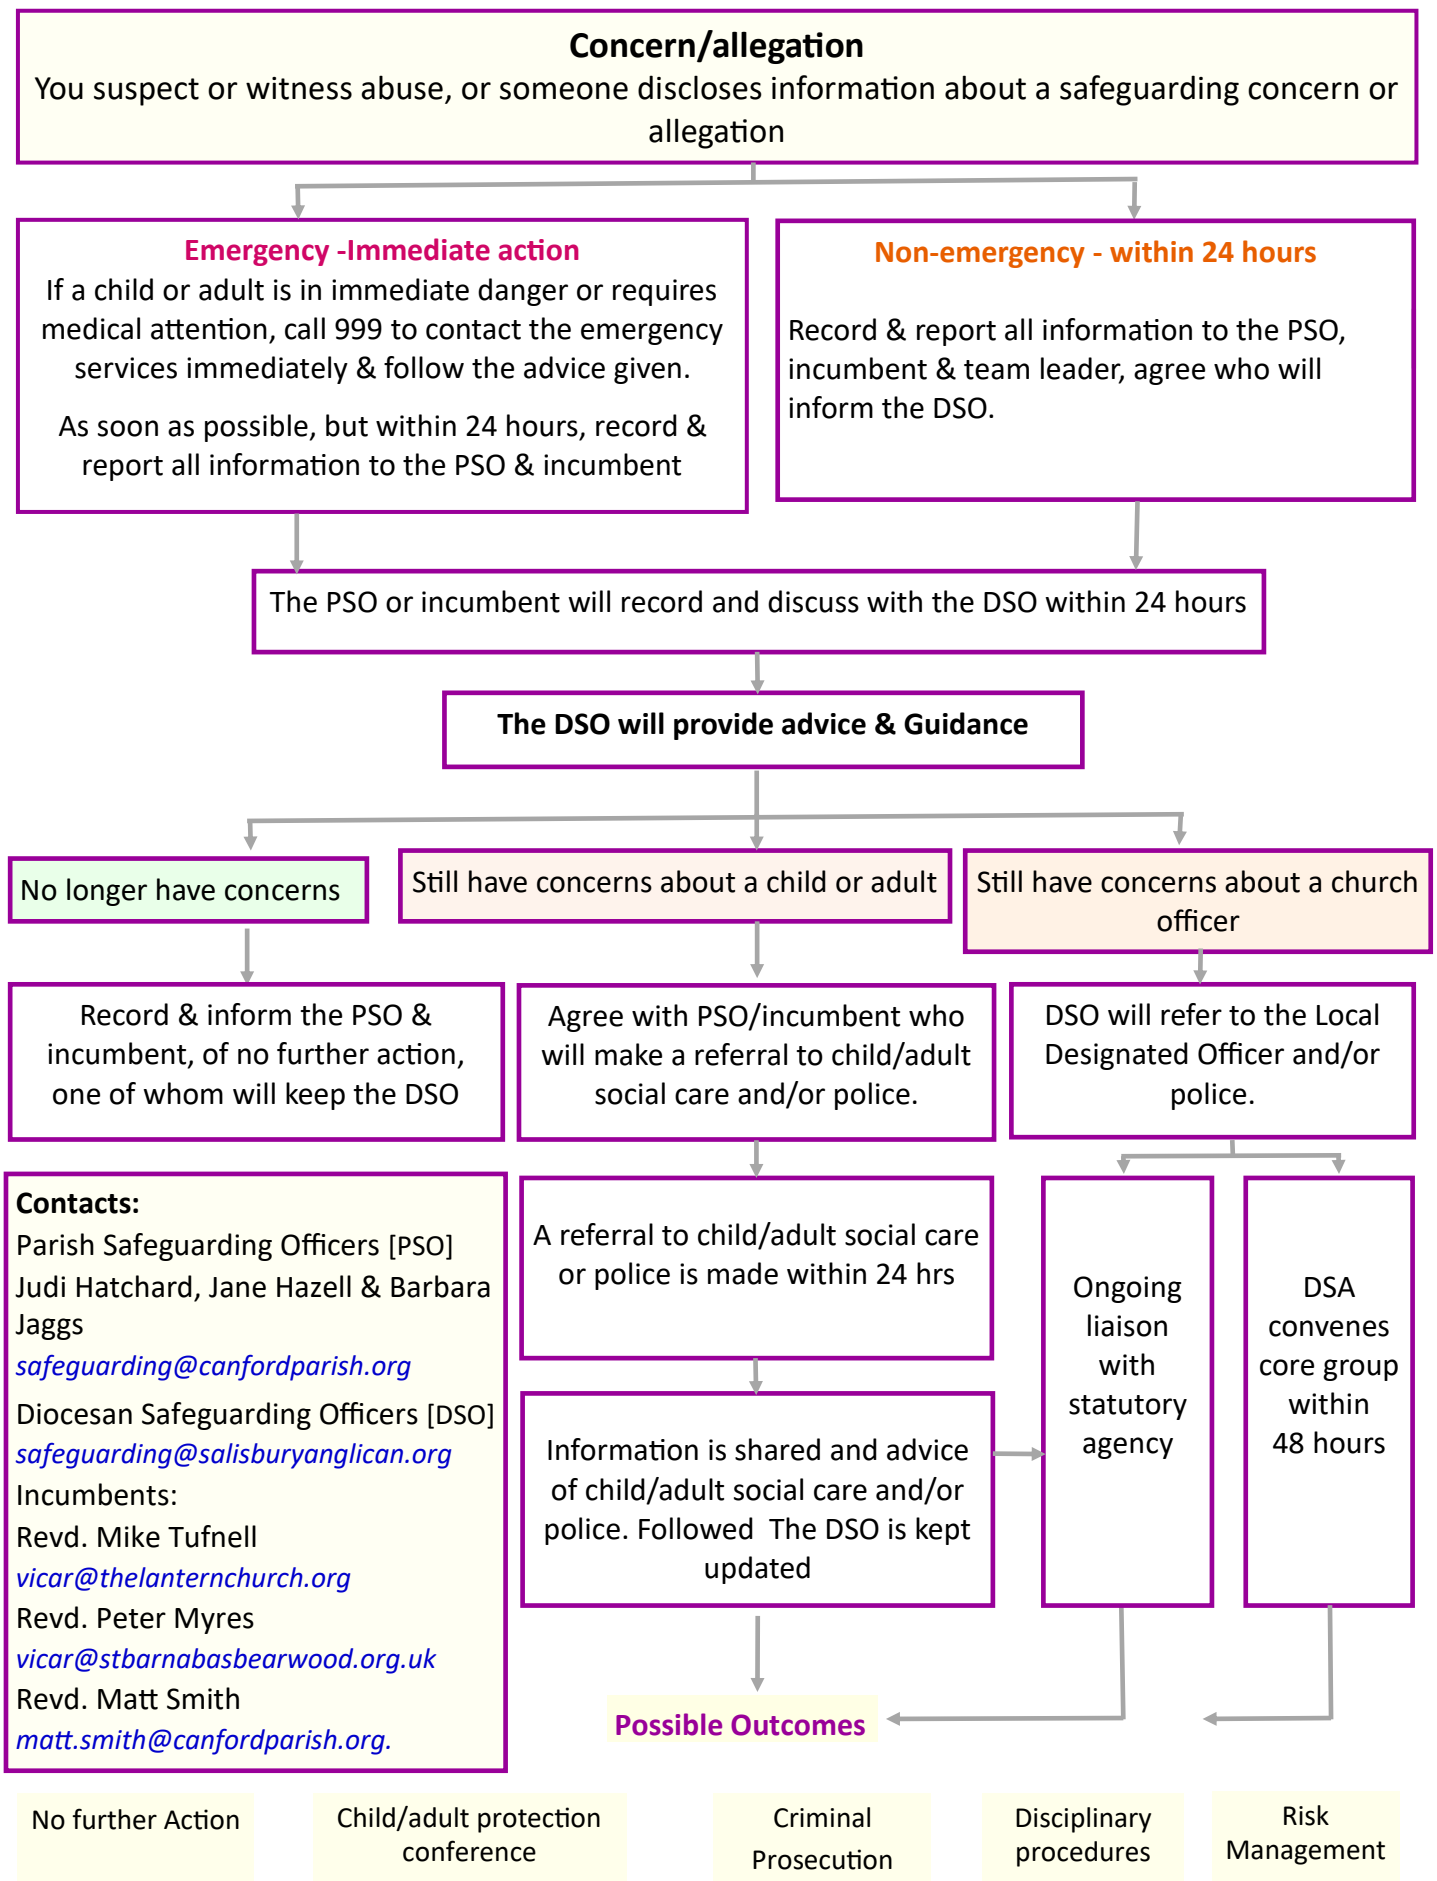 Concern/allegation
You suspect or witness abuse, or someone discloses information about a safeguarding concern or
allegation
Emergency -Immediate action
If a child or adult is in immediate danger or requires
medical attention, call 999 to contact the emergency
services immediately & follow the advice given.
As soon as possible, but within 24 hours, record &
report all information to the PSO & incumbent
Non-emergency - within 24 hours
Record & report all information to the PSO,
incumbent & team leader, agree who will
inform the DSO.
The PSO or incumbent will record and discuss with the DSO within 24 hours
The DSO will provide advice & Guidance
No longer have concerns
Still have concerns about a child or adult
Still have concerns about a church
officer
Record & inform the PSO &
incumbent, of no further action,
one of whom will keep the DSO
Agree with PSO/incumbent who
will make a referral to child/adult
social care and/or police.
DSO will refer to the Local
Designated Officer and/or
police.
Contacts:
Parish Safeguarding Officers [PSO]
Judi Hatchard, Jane Hazell & Barbara
Jaggs
safeguarding@canfordparish.org
Diocesan Safeguarding Officers [DSO]
safeguarding@salisburyanglican.org
Incumbents:
Revd. Mike Tufnell
vicar@thelanternchurch.org
Revd. Peter Myres
vicar@stbarnabasbearwood.org.uk
Revd. Matt Smith
matt.smith@canfordparish.org.
A referral to child/adult social care
or police is made within 24 hrs
Information is shared and advice
of child/adult social care and/or
police. Followed  The DSO is kept
updated
Ongoing
liaison
with
statutory
agency
DSA
convenes
core group
within
48 hours
Possible Outcomes
No further Action
Child/adult protection
conference
Criminal
Prosecution
Disciplinary
procedures
Risk
Management